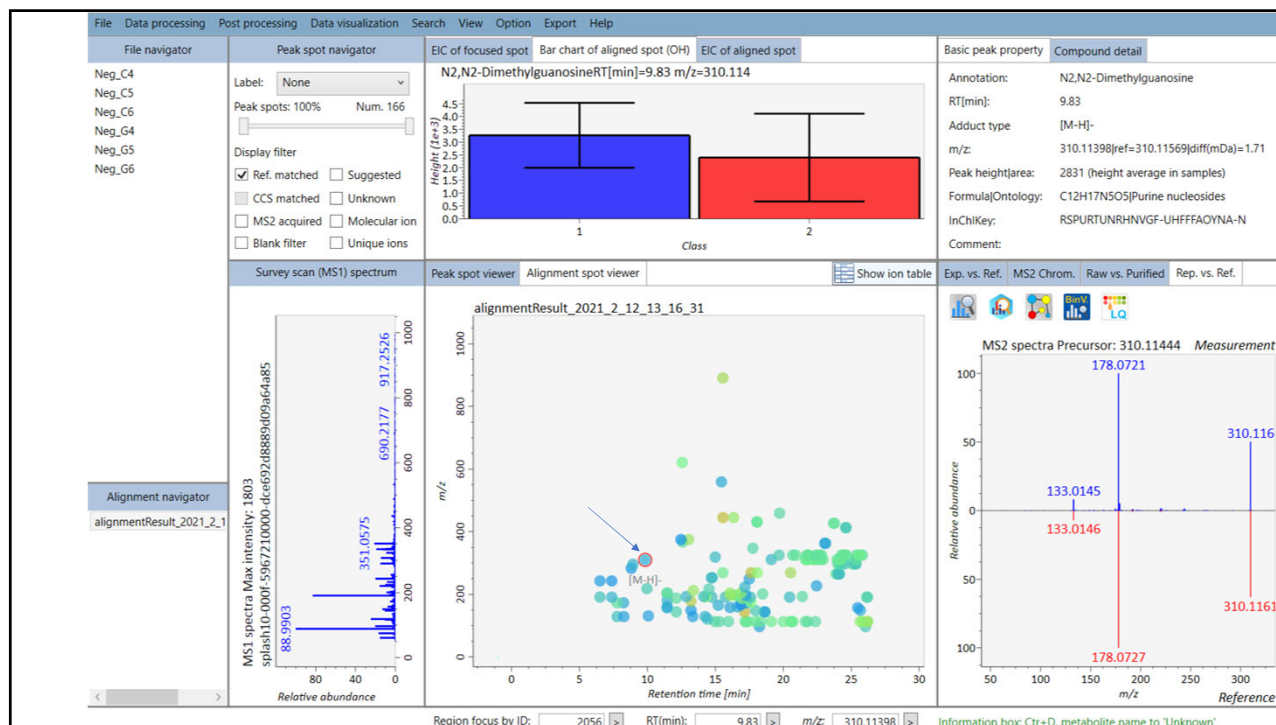 File Data processing Post processing Data visualization Search View Option Export Help
File navigator
Neg_C4
Neg_C5
Neg_C6
Neg_G4
Neg_G5
Neg_G6
Alignment navigator
alignmentResult_2021_2_1
Peak spot navigator
Label: None
Peak spots: 100% Num. 166
Display filter
Ref. matched Suggested
CCS matched Unknown
MS2 acquired Molecular ion
Blank filter Unique ions
Survey scan (MS1) spectrum
MS1 spectra Max intensity: 1803
splash10-000f-5967210000-dce692d8889d09a64a85
88.9903
351.0575
690.2177
917.2526
0
200
400
600
800
1000
80 40 0
Relative abundance
EIC of focused spot Bar chart of aligned spot (OH) EIC of aligned spot
N2,N2-DimethylguanosineRT[min]=9.83 m/z=310.114
Height (1e+3)
4.5
4.0
3.5
3.0
2.5
2.0
1.5
1.0
0.5
0.0
1 2
Class
Peak spot viewer Alignment spot viewer Show ion table
alignmentResult_2021_2_12_13_16_31
m/z
1000
800
600
400
200
0
[M-H]-
0 5 10 15 20 25 30
Retention time [min]
Basic peak property Compound detail
Annotation: N2,N2-Dimethylguanosine
RT[min]: 9.83
Adduct type [M-H]-
m/z: 310.11398|ref=310.11569|diff(mDa)=1.71
Peak height|area: 2831 (height average in samples)
Formula|Ontology: C12H17N5O5|Purine nucleosides
InChIKey: RSPURTUNRHNVGF-UHFFFAOYNA-N
Comment:
Exp. vs. Ref. MS2 Chrom. Raw vs. Purified Rep. vs. Ref.
BinV.
LQ
MS2 spectra Precursor: 310.11444 Measurement
Relative abundance
100
50
0
50
100
178.0721
310.116
133.0145
133.0146
310.1161
178.0727
50 100 150 200 250 300
m/z
Reference
Region focus by ID: 2056 > RT(min): 9.83 > m/z: 310.11398 > Information box: Ctr+D, metabolite name to 'Unknown'